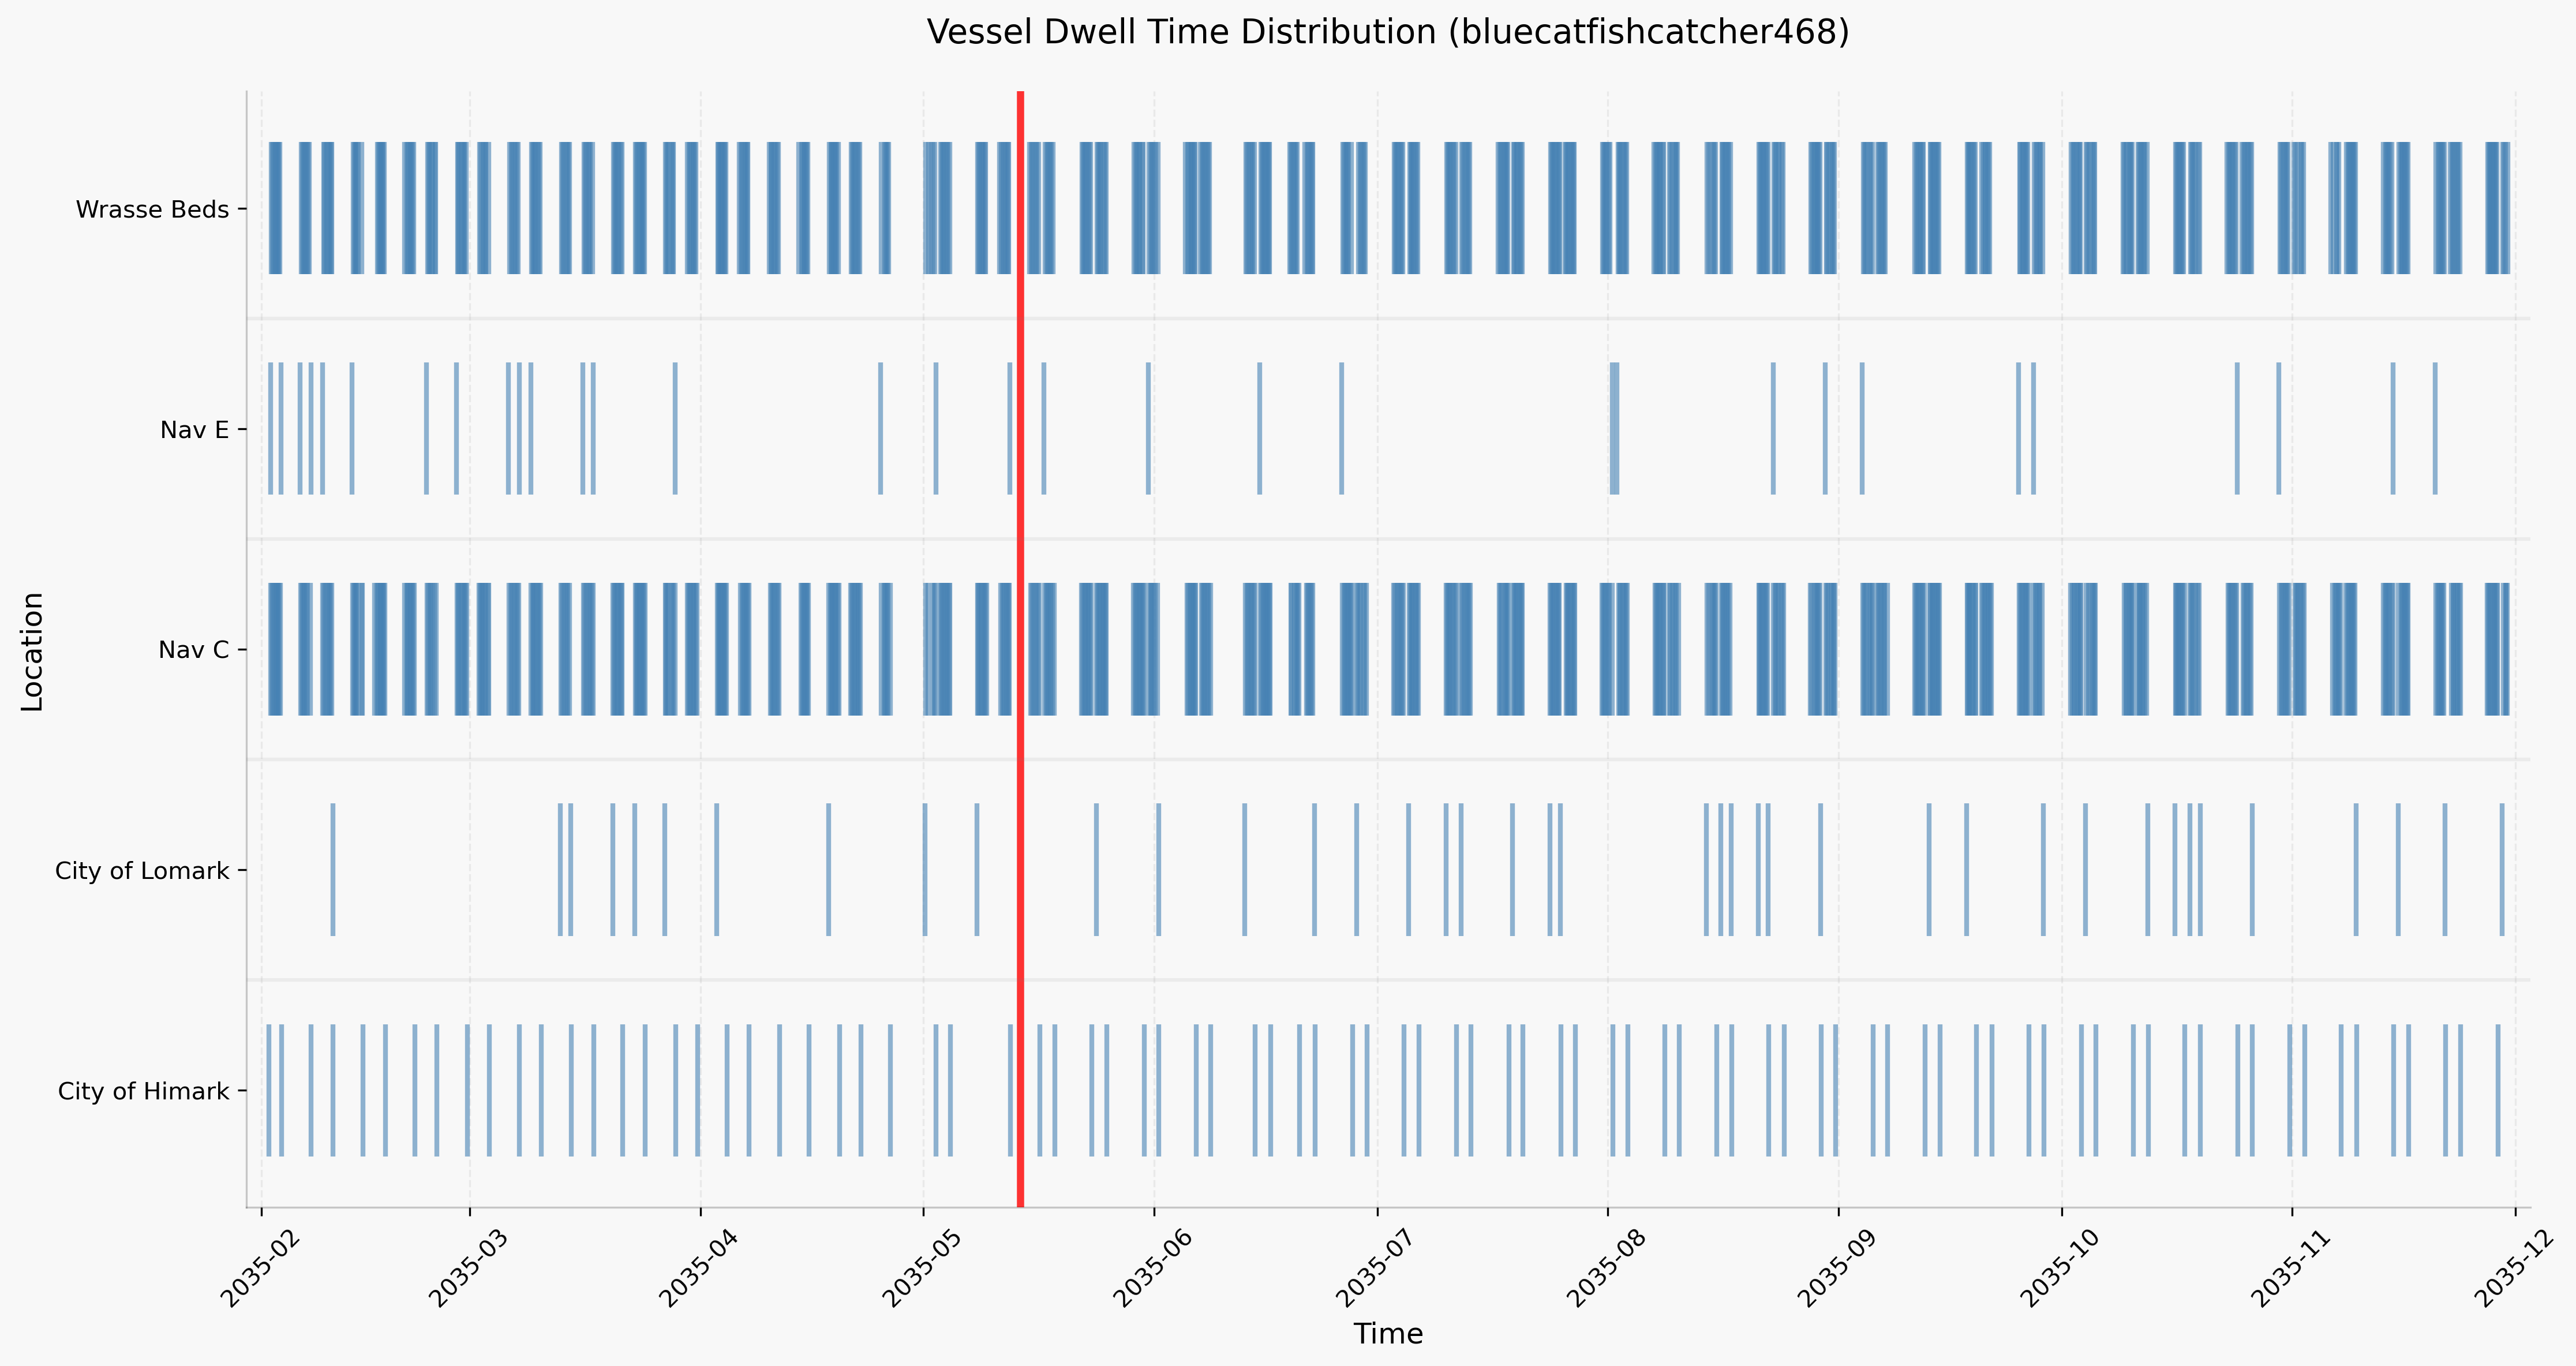 Vessel Dwell Time Distribution (bluecatfishcatcher468)
Location
Wrasse Beds
Nav E
Nav C
City of Lomark
City of Himark
2035-02
2035-03
2035-04
2035-05
2035-06
2035-07
2035-08
2035-09
2035-10
2035-11
2035-12
Time